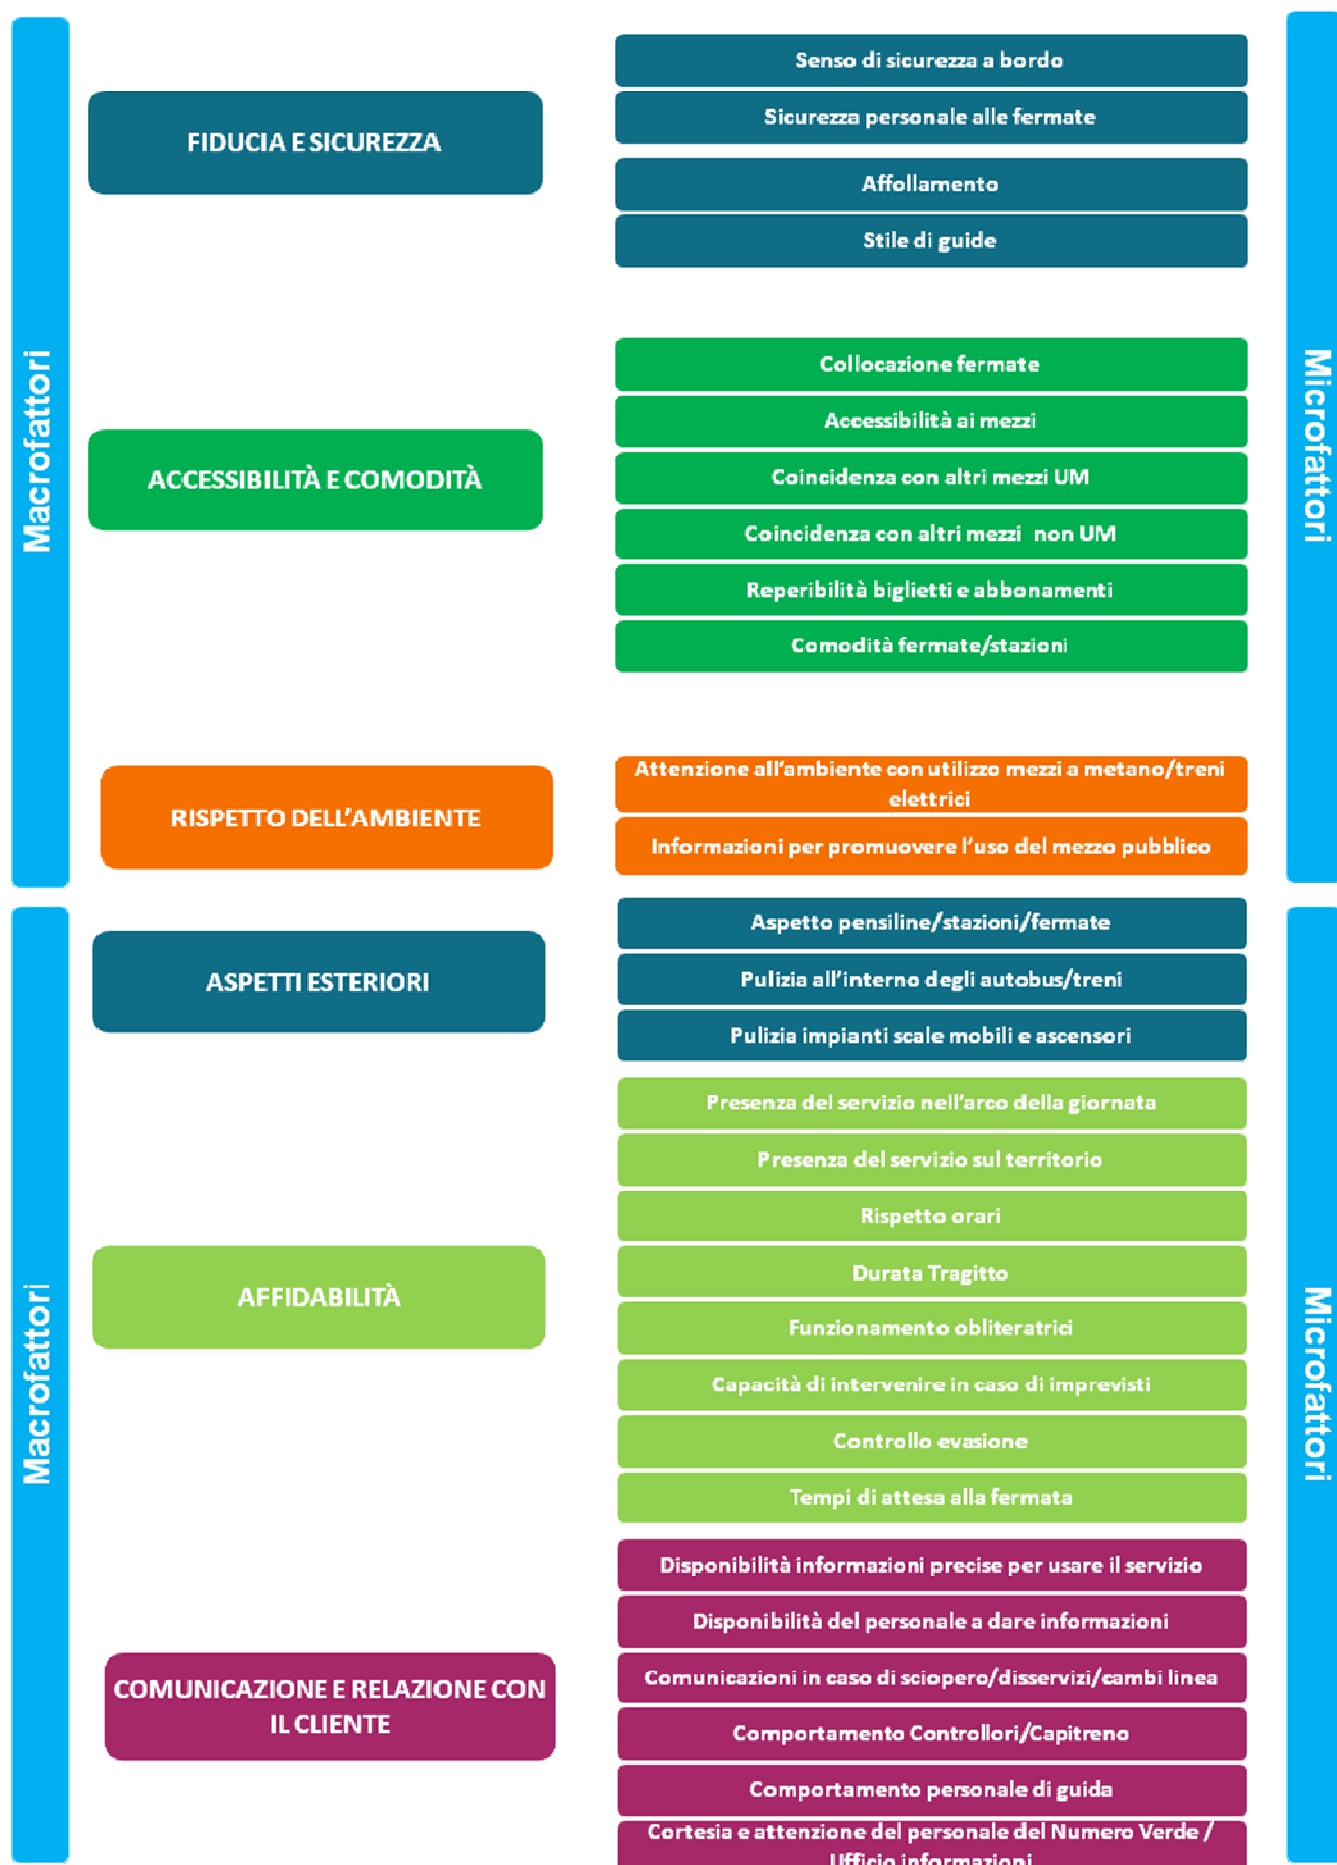 Macrofattori
FIDUCIA E SICUREZZA
Senso di sicurezza a bordo
Sicurezza personale alle fermate
Affollamento
Stile di guide
Microfattori
ACCESSIBILITÀ E COMODITÀ
Collocazione fermate
Accessibilità ai mezzi
Coincidenza con altri mezzi UM
Coincidenza con altri mezzi non UM
Reperibilità biglietti e abbonamenti
Comodità fermate/stazioni
RISPETTO DELL'AMBIENTE
Attenzione all'ambiente con utilizzo mezzi a metano/treni
elettrici
Informazioni per promuovere l'uso del mezzo pubblico
Macrofattori
ASPETTI ESTERIORI
Aspetto pensiline/stazioni/fermate
Pulizia all'interno degli autobus/treni
Pulizia impianti scale mobili e ascensori
Microfattori
AFFIDABILITÀ
Presenza del servizio nell'arco della giornata
Presenza del servizio sul territorio
Rispetto orari
Durata Tragitto
Funzionamento obliteratrici
Capacità di intervenire in caso di imprevisti
Controllo evasione
Tempi di attesa alla fermata
COMUNICAZIONE E RELAZIONE CON
IL CLIENTE
Disponibilità informazioni precise per usare il servizio
Disponibilità del personale a dare informazioni
Comunicazioni in caso di sciopero/disservizi/cambi linea
Comportamento Controllori/Capitreno
Comportamento personale di guida
Cortesia e attenzione del personale del Numero Verde /
Ufficio informazioni